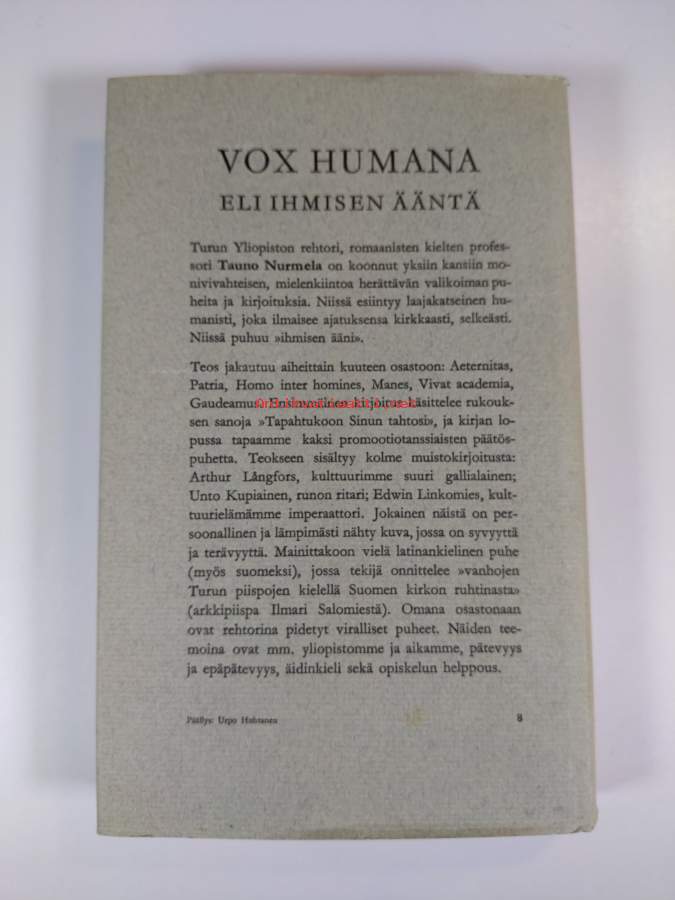 VOX HUMANA
ELI IHMISEN ÄÄNTÄ
Turun Yliopiston rehtori, romaanisten kielten profes-
sori Tauno Nurmela on koonnut yksiin kansiin mo-
nivivahteisen, mielenkiintoa herättävän valikoiman pu-
heita ja kirjoituksia. Niissä esiintyy laajakatseinen hu-
manisti, joka ilmaisee ajatuksensa kirkkaasti, selkeästi.
Niissä puhuu »ihmisen ääni».
Teos jakautuu aiheittain kuuteen osastoon: Aeternitas,
Patria, Homo inter homines, Manes, Vivat academia,
Gaudeamus. Ensimmäinen kirjoitus käsittelee rukouk-
sen sanoja »Tapahtukoon Sinun tahtosi», ja kirjan lo-
pussa tapaamme kaksi promootiotanssiaisten päätös-
puhetta. Teokseen sisältyy kolme muistokirjoitusta:
Arthur Långfors, kulttuurimme suuri gallialainen;
Unto Kupiainen, runon ritari; Edwin Linkomies, kult-
tuurielämämme imperaattori. Jokainen näistä on per-
soonallinen ja lämpimästi nähty kuva, jossa on syvyyttä
ja terävyyttä. Mainittakoon vielä latinankielinen puhe
(myös suomeksi), jossa tekijä onnittelee »vanhojen
Turun piispojen kielellä Suomen kirkon ruhtinasta»
(arkkipiispa Ilmari Salomiestä). Omana osastonaan
ovat rehtorina pidetyt viralliset puheet. Näiden tee-
moina ovat mm. yliopistomme ja aikamme, pätevyys
ja epäpätevyys, äidinkieli sekä opiskelun helppous.
Päällys: Urpo Huhtanen
8